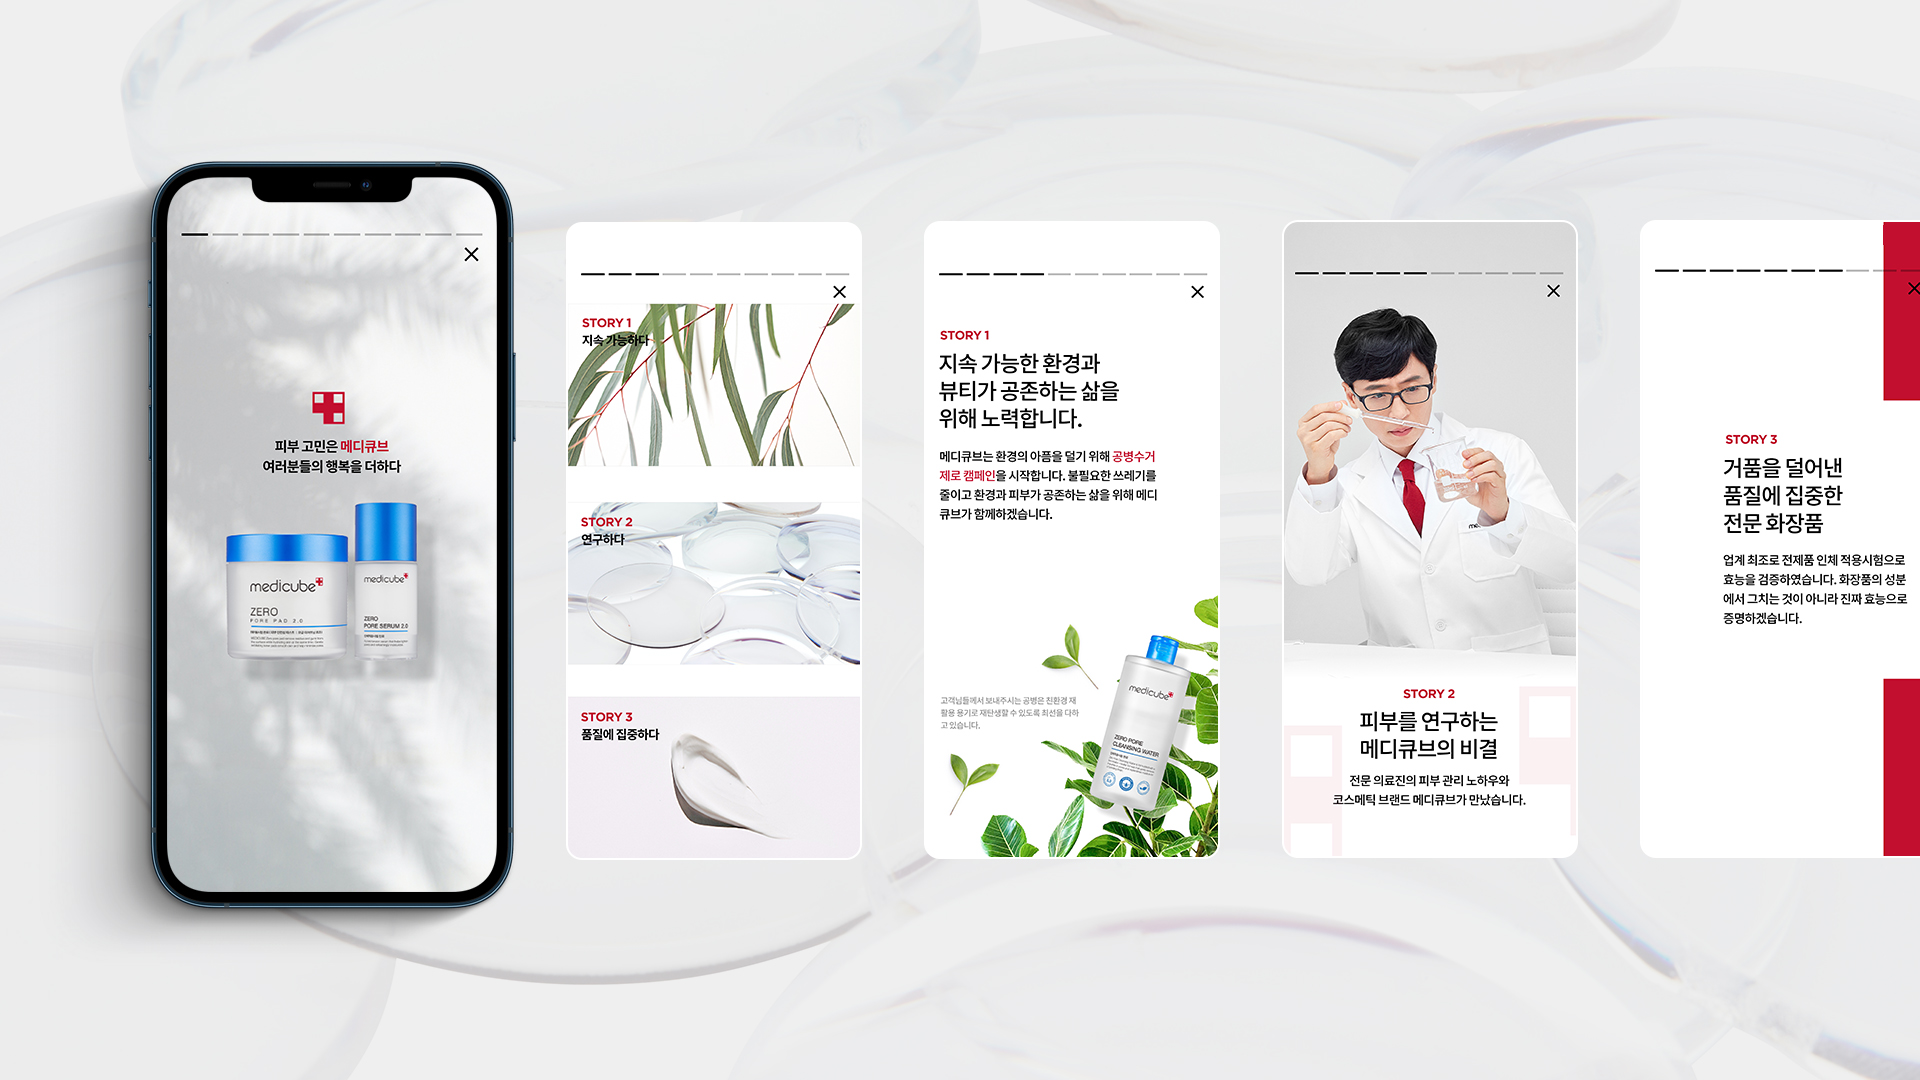 피부 고민은 메디큐브
여러분들의 행복을 더하다
medicube
ZERO
PORE PAD 2.0
medicube
ZERO
PORE SERUM 2.0
STORY 1
지속 가능하다
STORY 2
연구하다
STORY 3
품질에 집중하다
STORY 1
지속 가능한 환경과
뷰티가 공존하는 삶을
위해 노력합니다.
메디큐브는 환경의 아픔을 덜기 위해 공병수거
제로 캠페인을 시작합니다. 불필요한 쓰레기를
줄이고 환경과 피부가 공존하는 삶을 위해 메디
큐브가 함께하겠습니다.
고객님들께서 보내주시는 공병은 친환경 재
활용 용기로 재탄생할 수 있도록 최선을 다하
고 있습니다.
medicube
ZERO PORE
CLEANSING WATER
STORY 2
피부를 연구하는
메디큐브의 비결
전문 의료진의 피부 관리 노하우와
코스메틱 브랜드 메디큐브가 만났습니다.
STORY 3
거품을 덜어낸
품질에 집중한
전문 화장품
업계 최초로 전제품 인체 적용시험으로
효능을 검증하였습니다. 화장품의 성분
에서 그치는 것이 아니라 진짜 효능으로
증명하겠습니다.